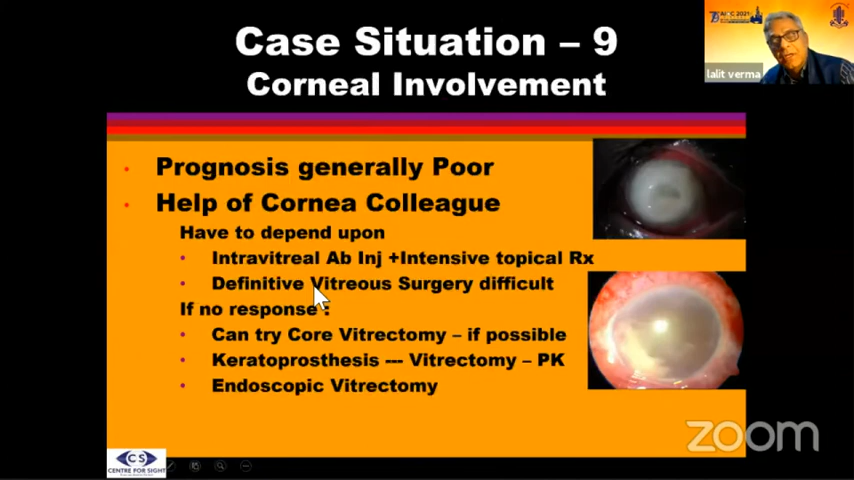 Case Situation – 9
Corneal Involvement
lalit verma
• Prognosis generally Poor
• Help of Cornea Colleague
Have to depend upon
• Intravitreal Ab Inj +Intensive topical Rx
• Definitive Vitreous Surgery difficult
If no response :
• Can try Core Vitrectomy – if possible
• Keratoprosthesis --- Vitrectomy – PK
• Endoscopic Vitrectomy
zoom
CS
CENTRE FOR SIGHT